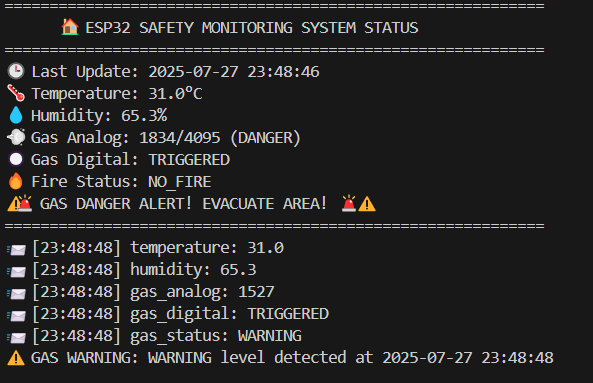 ============================================================
🏠 ESP32 SAFETY MONITORING SYSTEM STATUS
============================================================
🕒 Last Update: 2025-07-27 23:48:46
🌡️ Temperature: 31.0°C
💧 Humidity: 65.3%
💨 Gas Analog: 1834/4095 (DANGER)
⚪ Gas Digital: TRIGGERED
🔥 Fire Status: NO_FIRE
⚠️🚨 GAS DANGER ALERT! EVACUATE AREA! 🚨⚠️
============================================================
📨 [23:48:48] temperature: 31.0
📨 [23:48:48] humidity: 65.3
📨 [23:48:48] gas_analog: 1527
📨 [23:48:48] gas_digital: TRIGGERED
📨 [23:48:48] gas_status: WARNING
⚠️ GAS WARNING: WARNING level detected at 2025-07-27 23:48:48